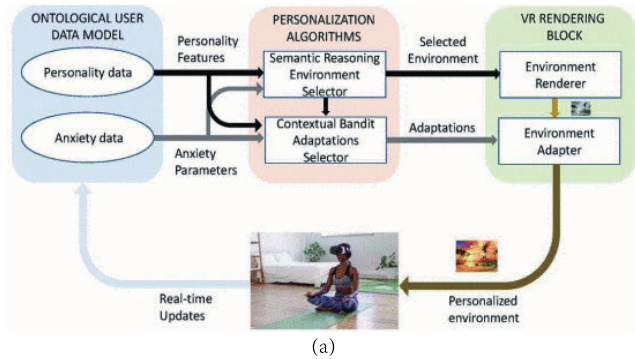 ONTOLOGICAL USER
DATA MODEL
Personality data
Anxiety data
Personality
Features
Anxiety
Parameters
PERSONALIZATION
ALGORITHMS
Semantic Reasoning
Environment
Selector
Contextual Bandit
Adaptations
Selector
Selected
Environment
Adaptations
VR RENDERING
BLOCK
Environment
Renderer
Environment
Adapter
Real-time
Updates
Personalized
environment
(a)